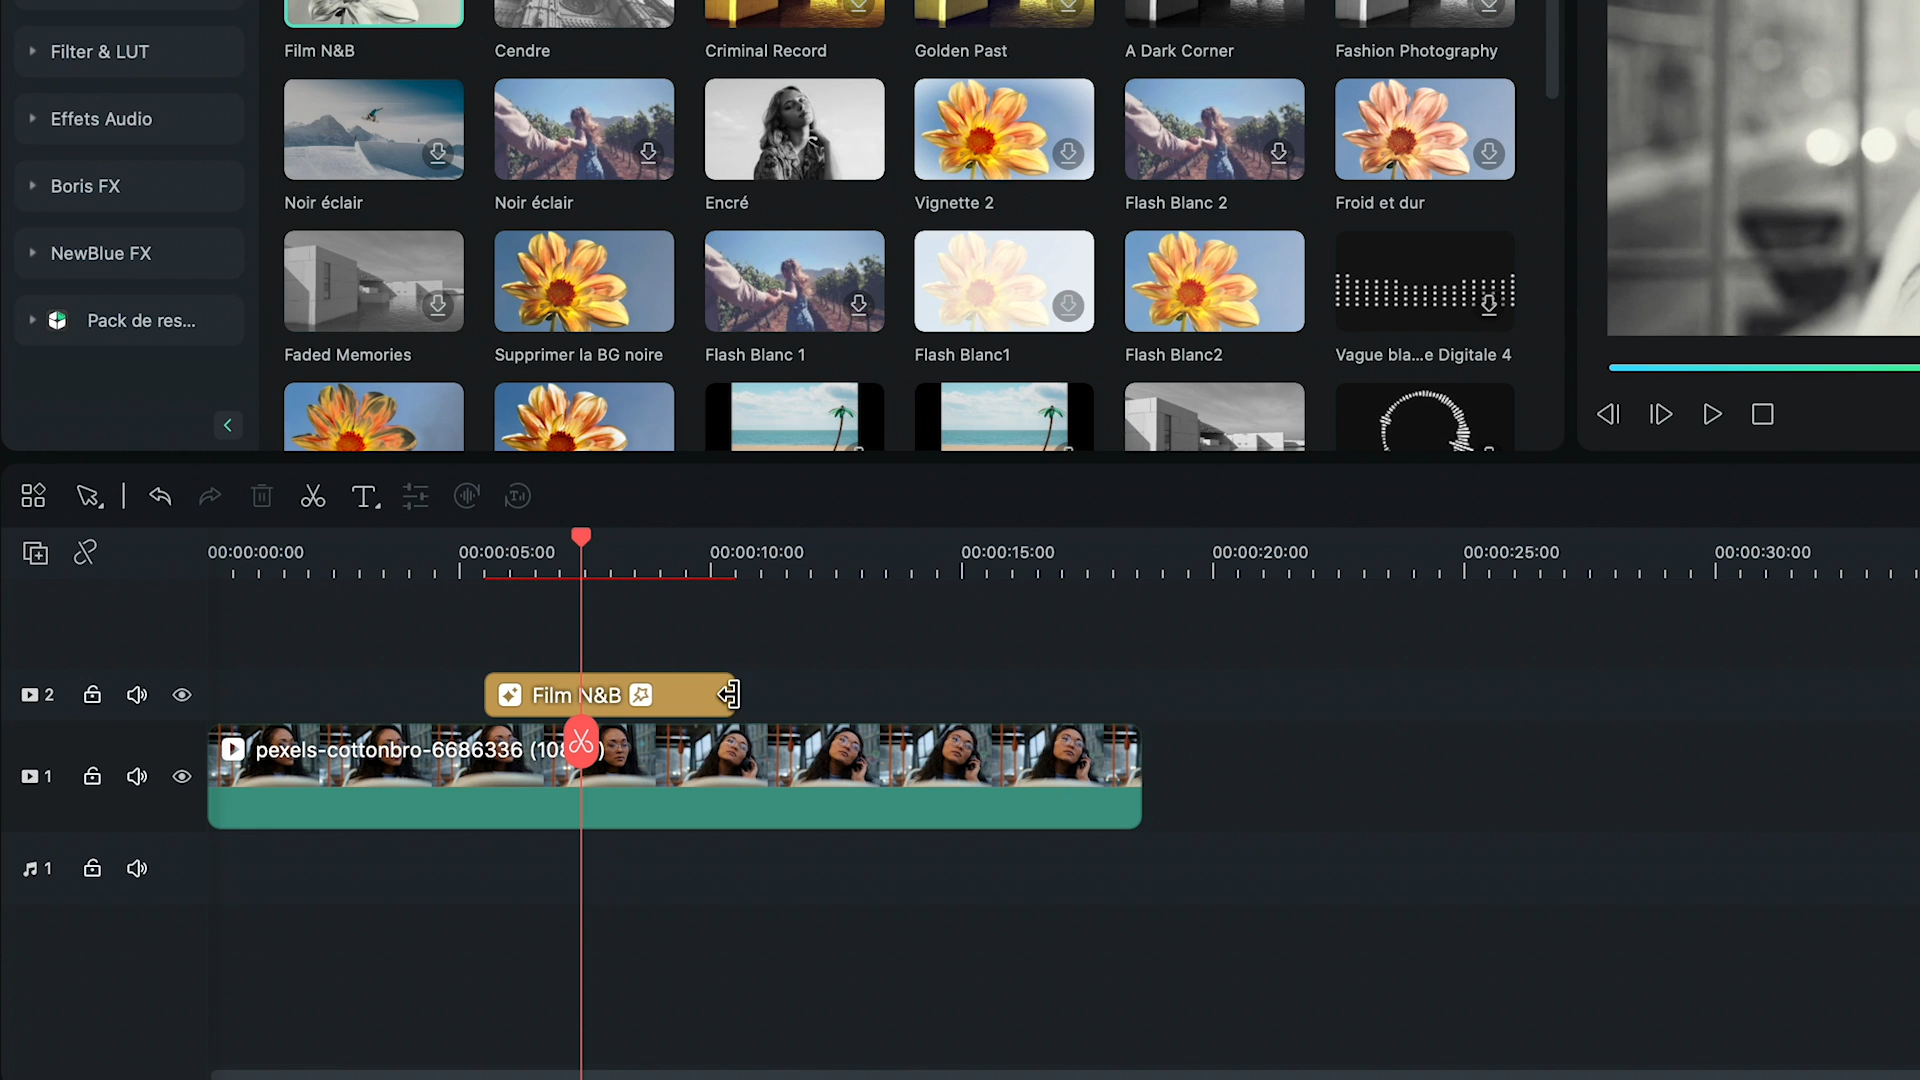 Filter & LUT
Effets Audio
Boris FX
NewBlue FX
Pack de res...
Film N&B
Cendre
Criminal Record
Golden Past
A Dark Corner
Fashion Photography
Noir éclair
Noir éclair
Encré
Vignette 2
Flash Blanc 2
Froid et dur
Faded Memories
Supprimer la BG noire
Flash Blanc 1
Flash Blanc1
Flash Blanc2
Vague bla...e Digitale 4
00:00:00:00
00:00:05:00
00:00:10:00
00:00:15:00
00:00:20:00
00:00:25:00
00:00:30:00
2
Film N&B
pexels-cottonbro-6686336 (108
)
1
1